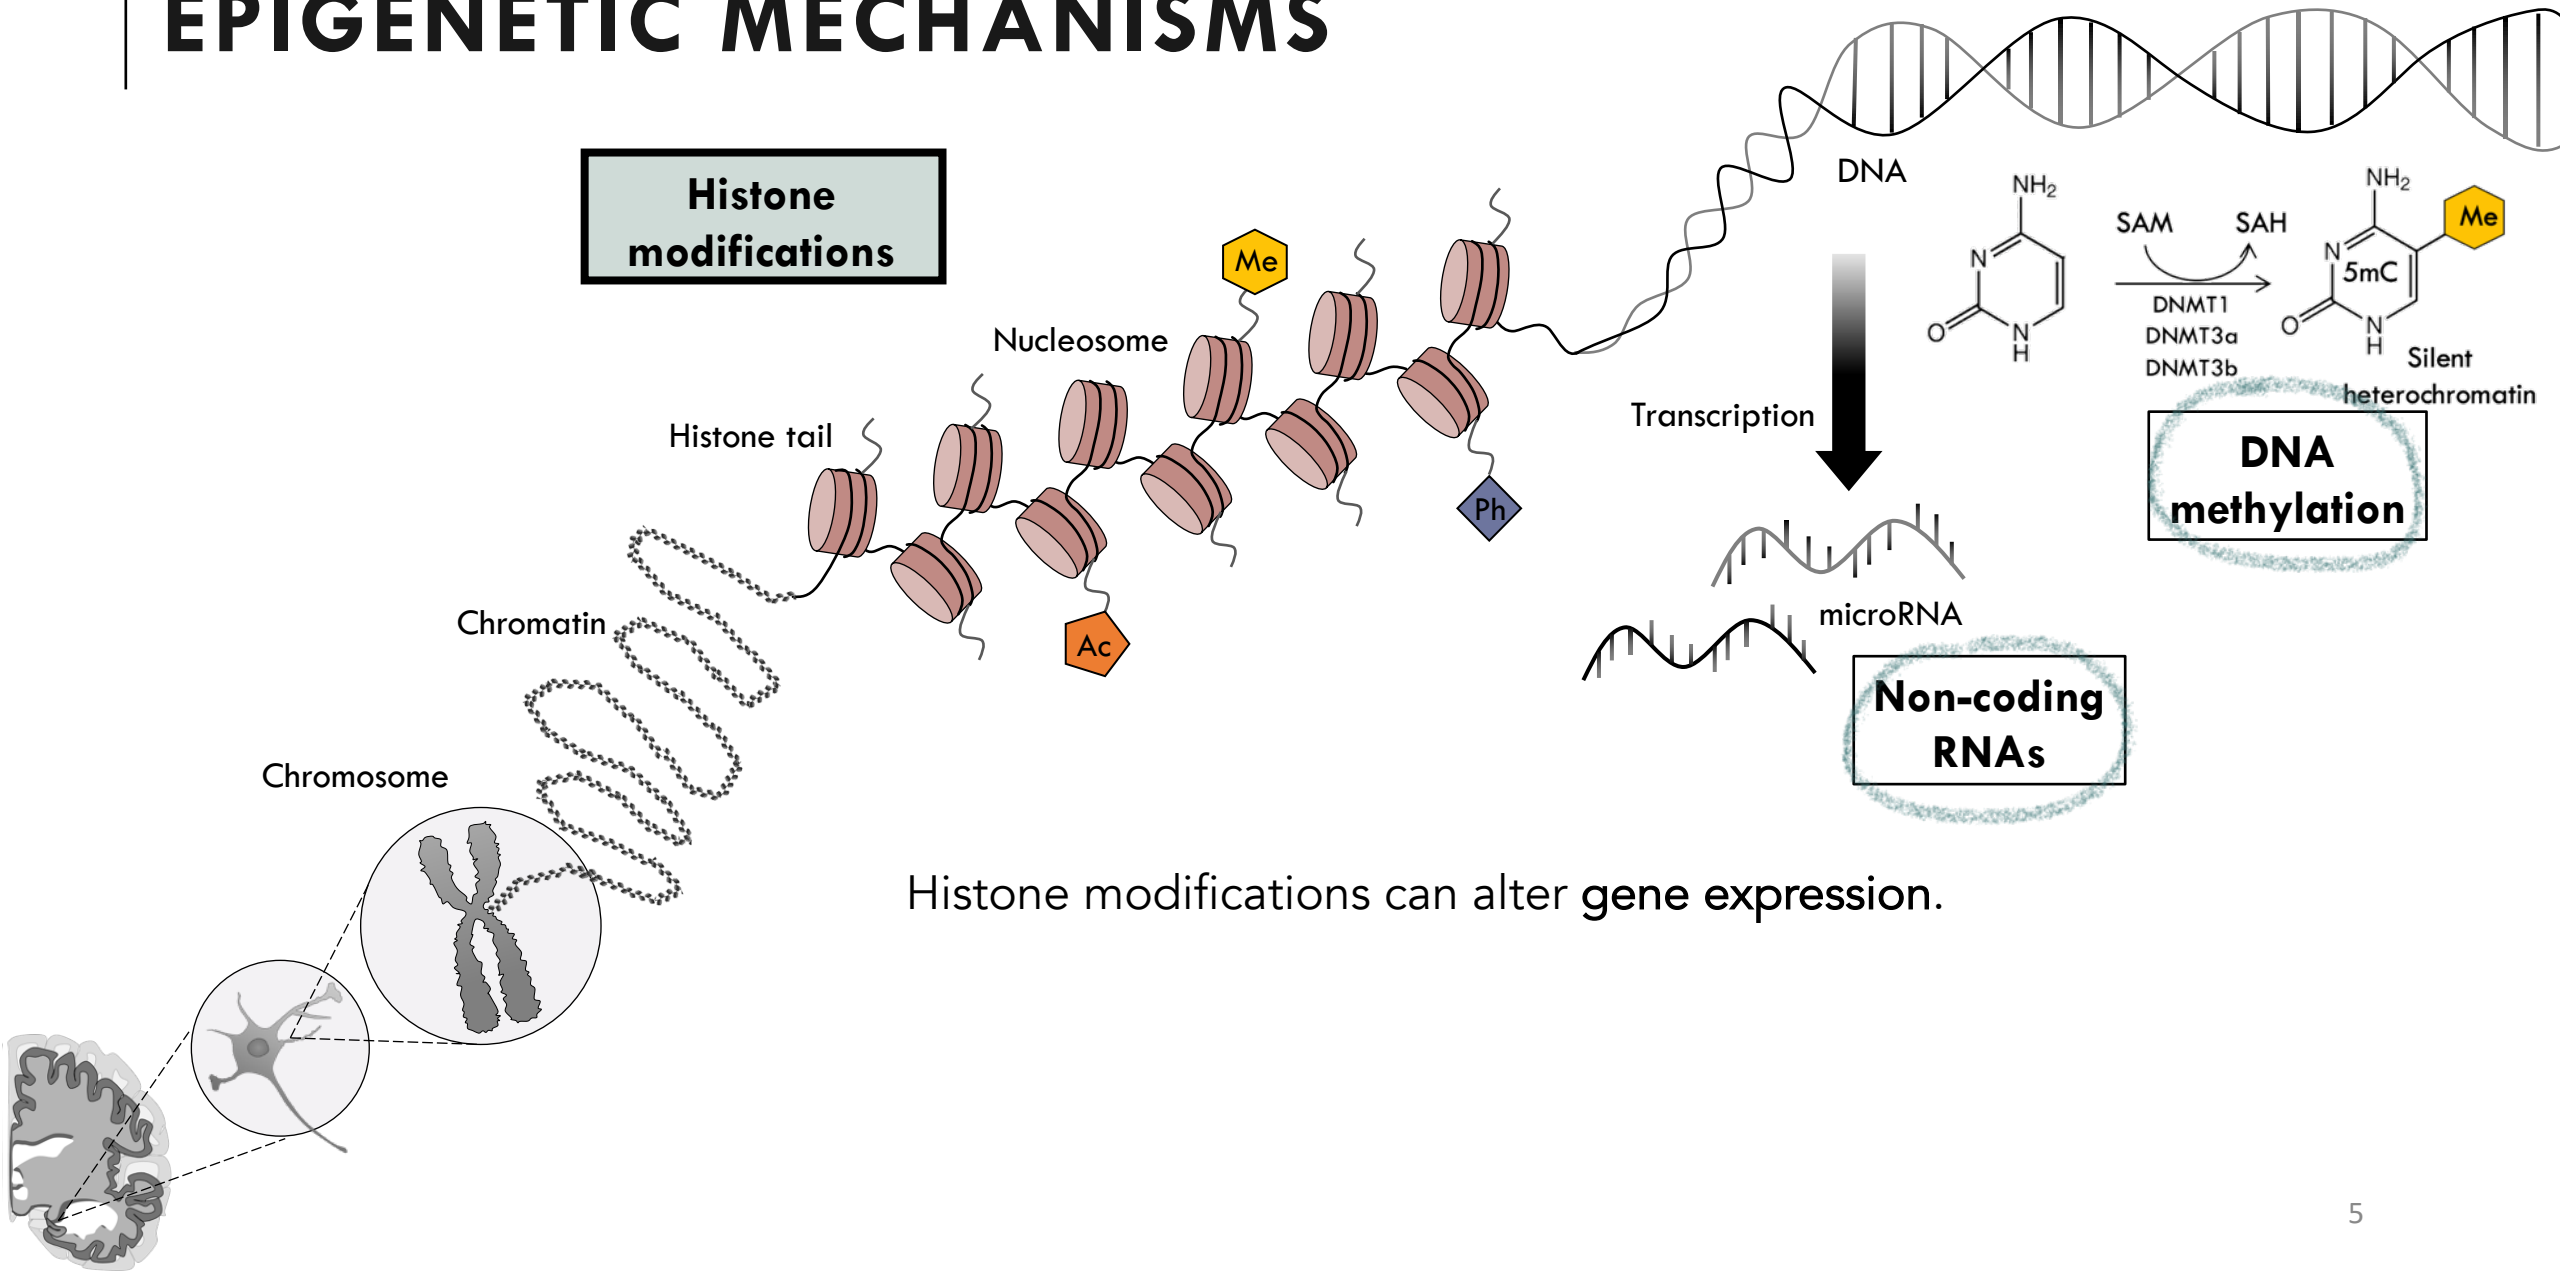 EPIGENETIC MECHANISMS
Histone
modifications
DNA
NH₂
N
O
N
H
SAM
SAH
DNMT1
DNMT3a
DNMT3b
NH₂
Me
N
5mC
O
N
H
Silent
heterochromatin
DNA
methylation
Me
Nucleosome
Histone tail
Transcription
Ph
Ac
Chromatin
microRNA
Non-coding
RNAs
Chromosome
Histone modifications can alter gene expression.
5